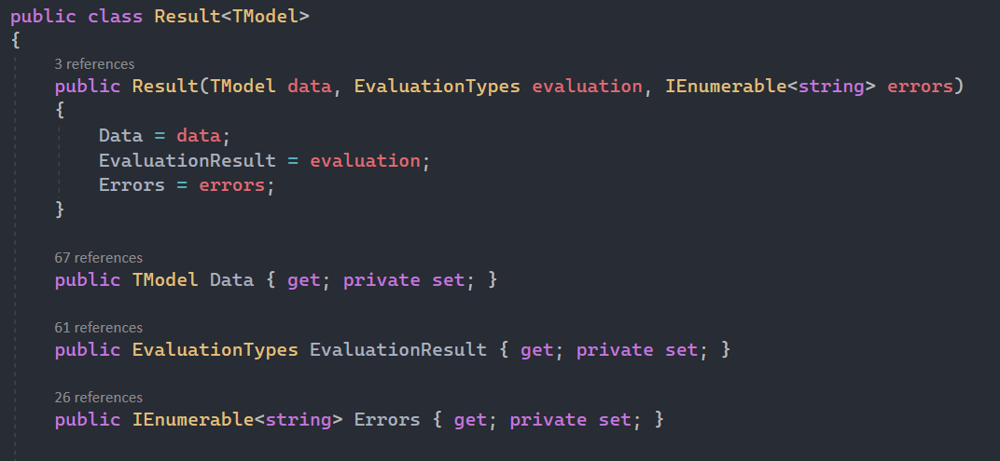 public class Result<TModel>
{
3 references
public Result(TModel data, EvaluationTypes evaluation, IEnumerable<string> errors)
{
Data = data;
EvaluationResult = evaluation;
Errors = errors;
}
67 references
public TModel Data { get; private set; }
61 references
public EvaluationTypes EvaluationResult { get; private set; }
26 references
public IEnumerable<string> Errors { get; private set; }